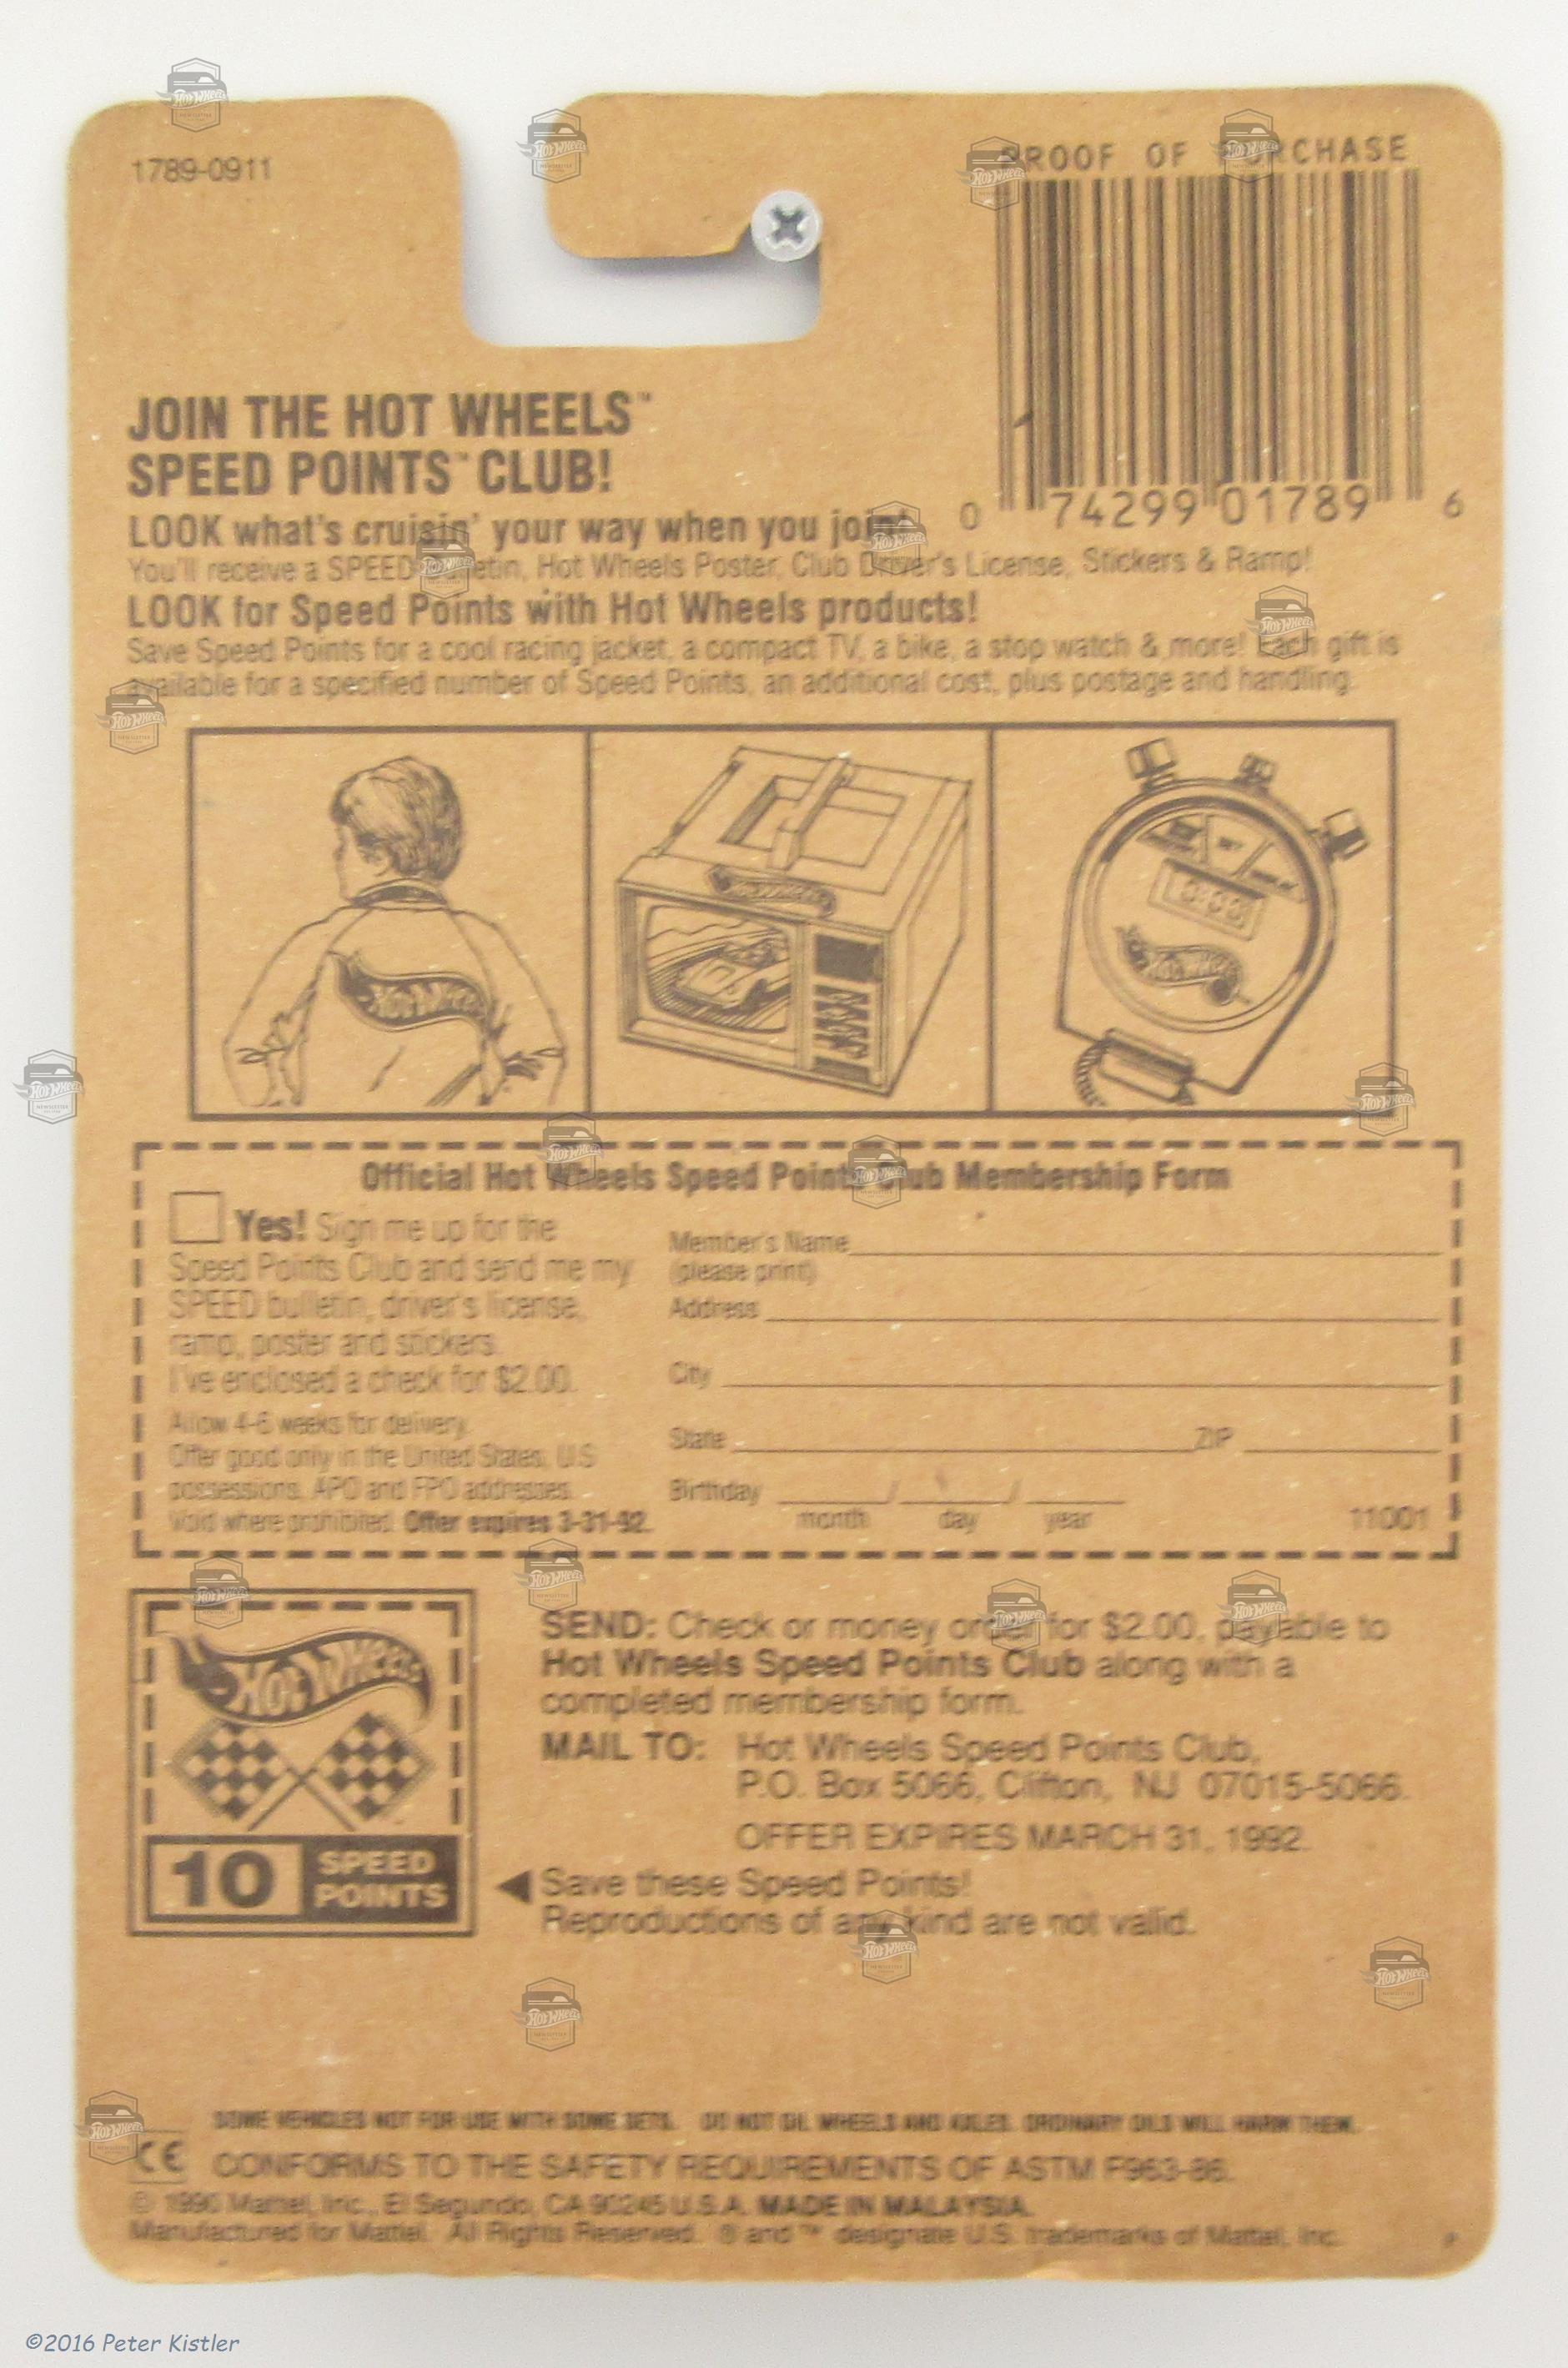 1789-0911
PROOF OF PURCHASE
0 74299 01789 6
JOIN THE HOT WHEELS™
SPEED POINTS™ CLUB!
LOOK what's cruisin' your way when you join!
You'll receive a SPEED Bulletin, Hot Wheels Poster, Club Driver's License, Stickers & Ramp!
LOOK for Speed Points with Hot Wheels products!
Save Speed Points for a cool racing jacket, a compact TV, a bike, a stop watch & more! Each gift is
available for a specified number of Speed Points, an additional cost, plus postage and handling.
HOT WHEELS
HOT WHEELS
HOT WHEELS
Official Hot Wheels Speed Points Club Membership Form
Yes! Sign me up for the
Speed Points Club and send me my
SPEED bulletin, driver's license,
ramp, poster and stickers.
I've enclosed a check for $2.00.
Allow 4-6 weeks for delivery.
Offer good only in the United States, U.S.
possessions, APO and FPO addresses.
Void where prohibited. Offer expires 3-31-92.
Member's Name
(please print)
Address
City
State ZIP
Birthday / /
month day year
11001
HOT WHEELS
10 SPEED
POINTS
SEND: Check or money order for $2.00, payable to
Hot Wheels Speed Points Club along with a
completed membership form.
MAIL TO: Hot Wheels Speed Points Club,
P.O. Box 5066, Clifton, NJ 07015-5066.
OFFER EXPIRES MARCH 31, 1992.
Save these Speed Points!
Reproductions of any kind are not valid.
SOME VEHICLES NOT FOR USE WITH SOME SETS. DO NOT OIL WHEELS AND AXLES. ORDINARY OILS WILL HARM THEM.
CE CONFORMS TO THE SAFETY REQUIREMENTS OF ASTM F963-86.
© 1990 Mattel, Inc., El Segundo, CA 90245 U.S.A. MADE IN MALAYSIA.
Manufactured for Mattel. All Rights Reserved. ® and ™ designate U.S. trademarks of Mattel, Inc.
©2016 Peter Kistler